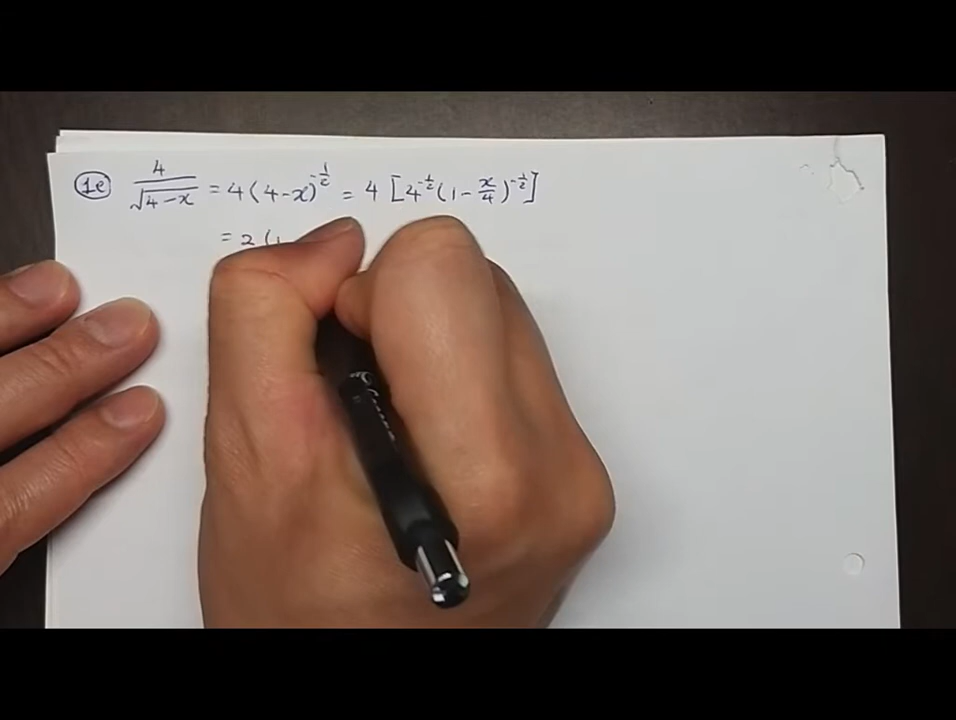 1e 4/√(4-x) = 4(4-x)^(-1/2) = 4[4^(-1/2)(1-x/4)^(-1/2)]
= 2(1